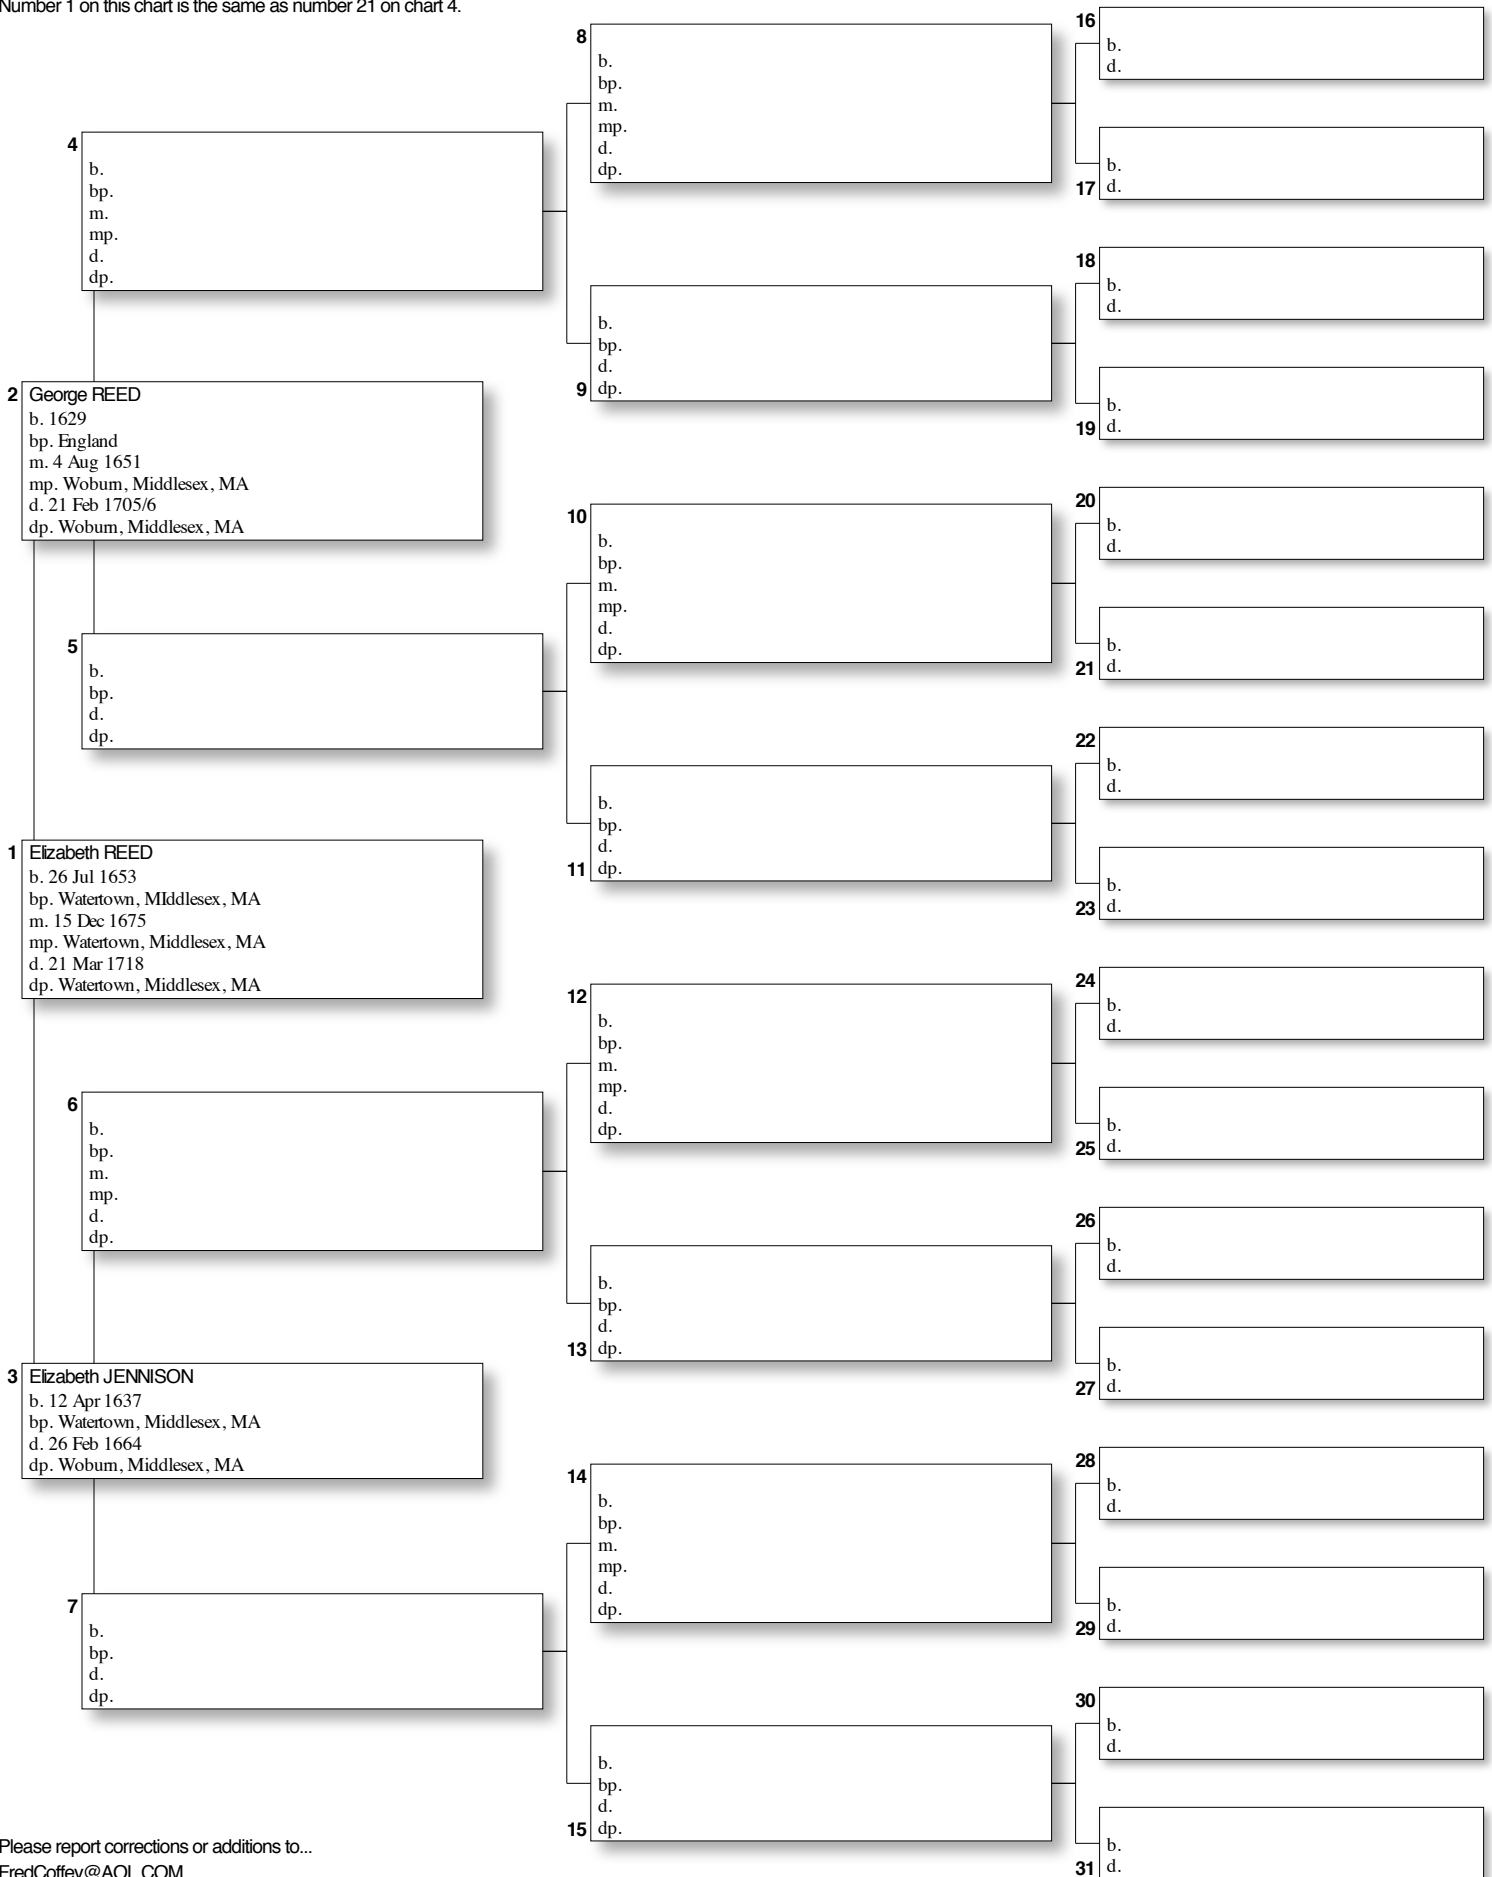 Number 1 on this chart is the same as number 21 on chart 4.
4
b.
bp.
m.
mp.
d.
dp.
2 George REED
b. 1629
bp. England
m. 4 Aug 1651
mp. Woburn, Middlesex, MA
d. 21 Feb 1705/6
dp. Woburn, Middlesex, MA
5
b.
bp.
d.
dp.
1 Elizabeth REED
b. 26 Jul 1653
bp. Watertown, MIddlesex, MA
m. 15 Dec 1675
mp. Watertown, Middlesex, MA
d. 21 Mar 1718
dp. Watertown, Middlesex, MA
6
b.
bp.
m.
mp.
d.
dp.
3 Elizabeth JENNISON
b. 12 Apr 1637
bp. Watertown, Middlesex, MA
d. 26 Feb 1664
dp. Woburn, Middlesex, MA
7
b.
bp.
d.
dp.
8
b.
bp.
m.
mp.
d.
dp.
b.
bp.
d.
9 dp.
10
b.
bp.
m.
mp.
d.
dp.
b.
bp.
d.
11 dp.
12
b.
bp.
m.
mp.
d.
dp.
b.
bp.
d.
13 dp.
14
b.
bp.
m.
mp.
d.
dp.
b.
bp.
d.
15 dp.
16
b.
d.
b.
17 d.
18
b.
d.
b.
19 d.
20
b.
d.
b.
21 d.
22
b.
d.
b.
23 d.
24
b.
d.
b.
25 d.
26
b.
d.
b.
27 d.
28
b.
d.
b.
29 d.
30
b.
d.
b.
31 d.
Please report corrections or additions to...
FredCoffey@AOL.COM